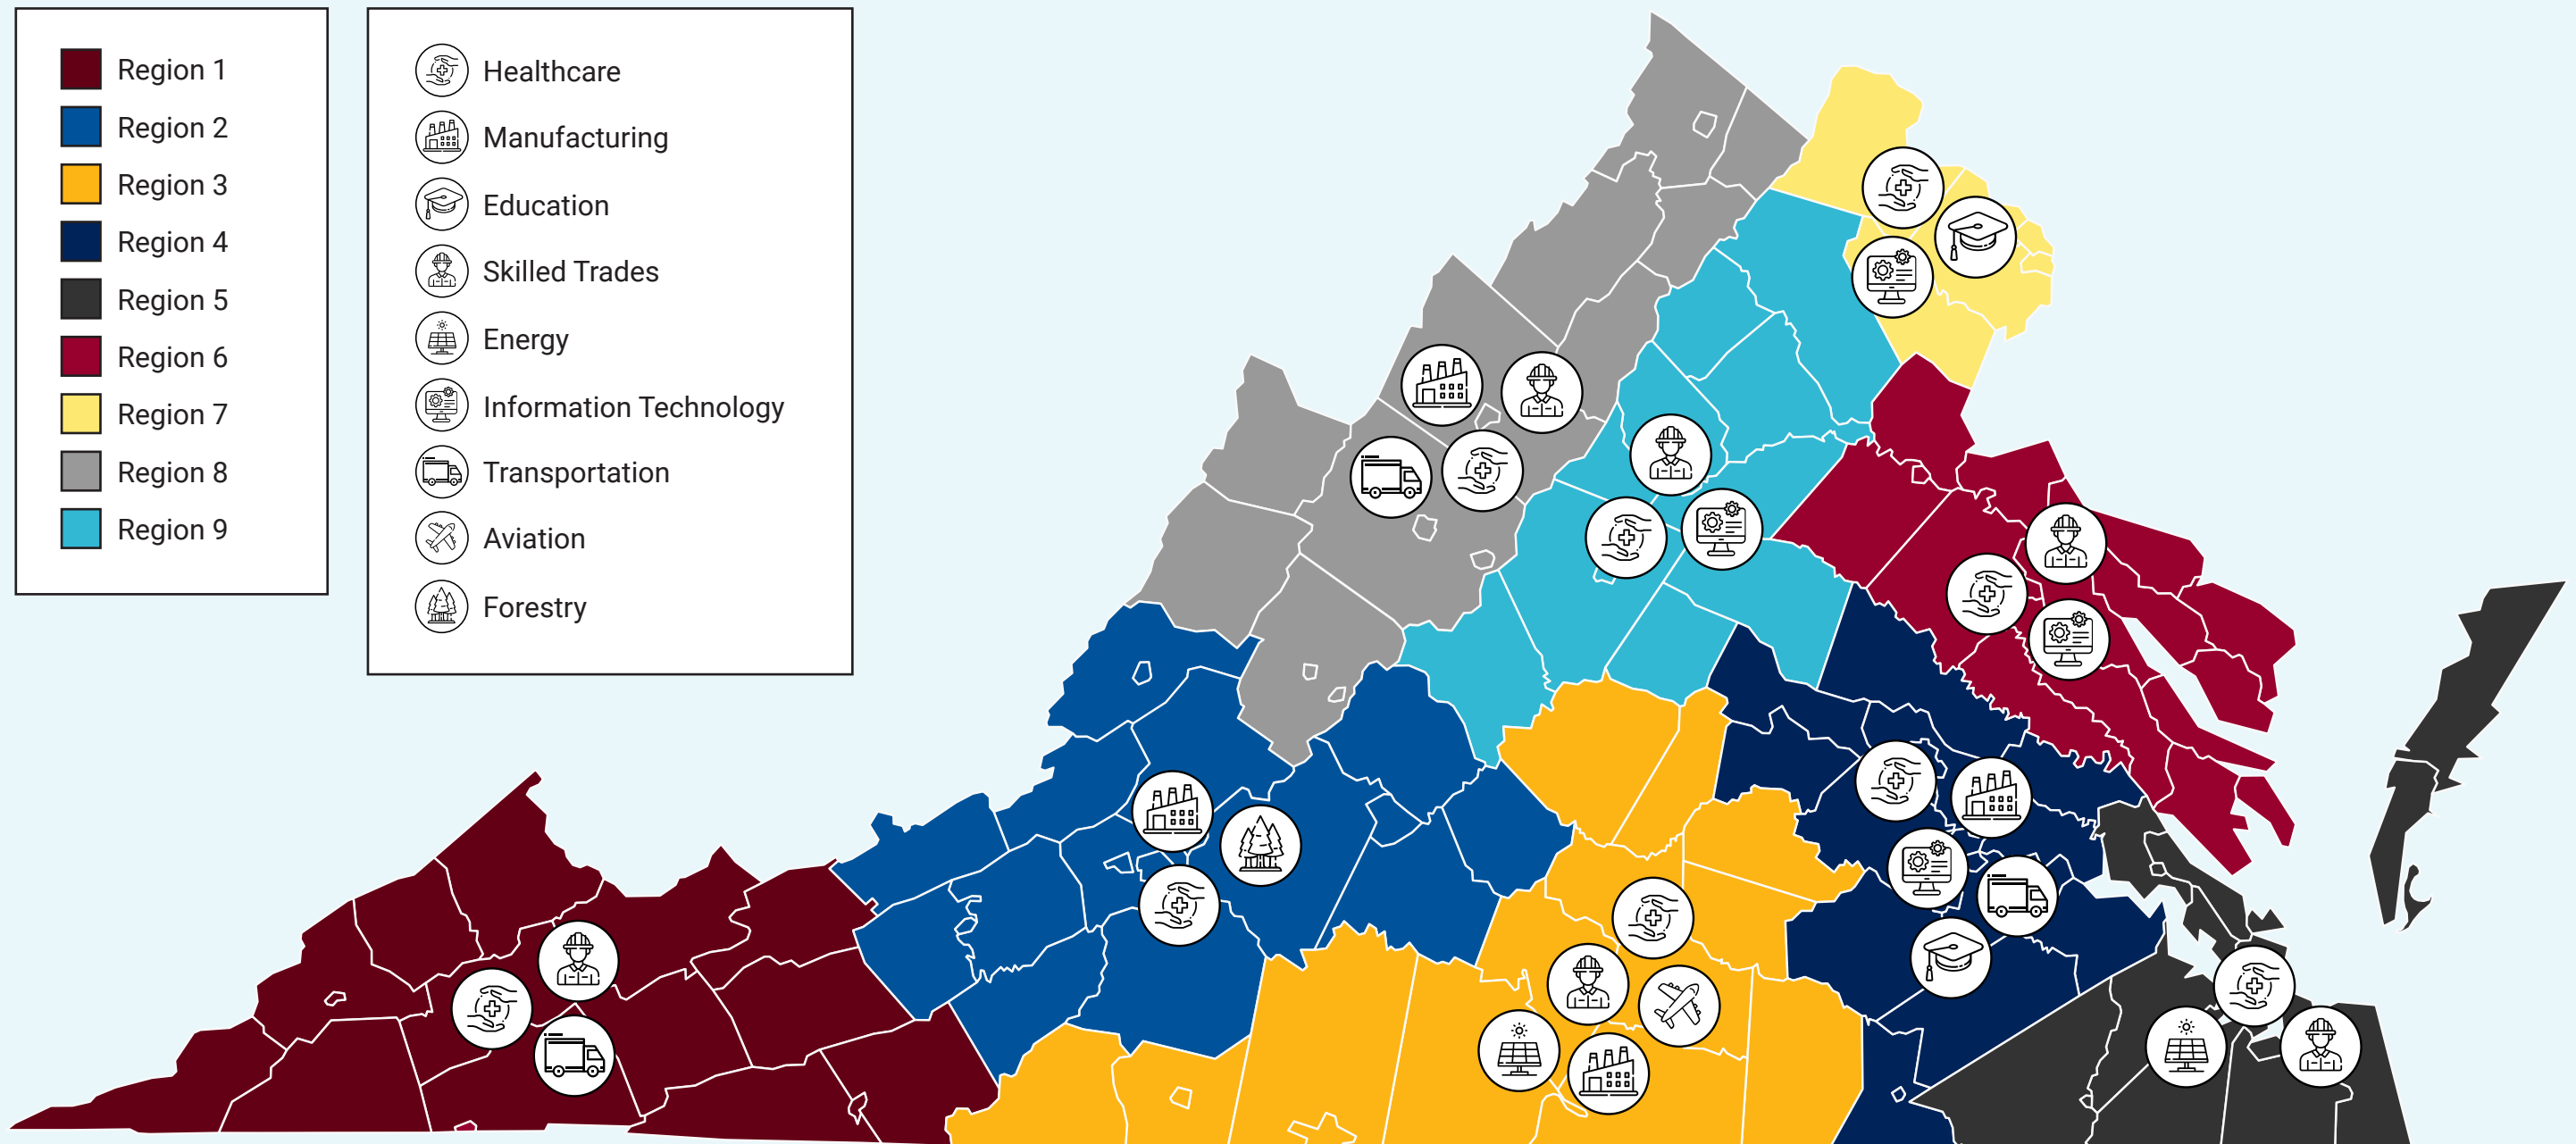 Region 1
Region 2
Region 3
Region 4
Region 5
Region 6
Region 7
Region 8
Region 9
Healthcare
Manufacturing
Education
Skilled Trades
Energy
Information Technology
Transportation
Aviation
Forestry